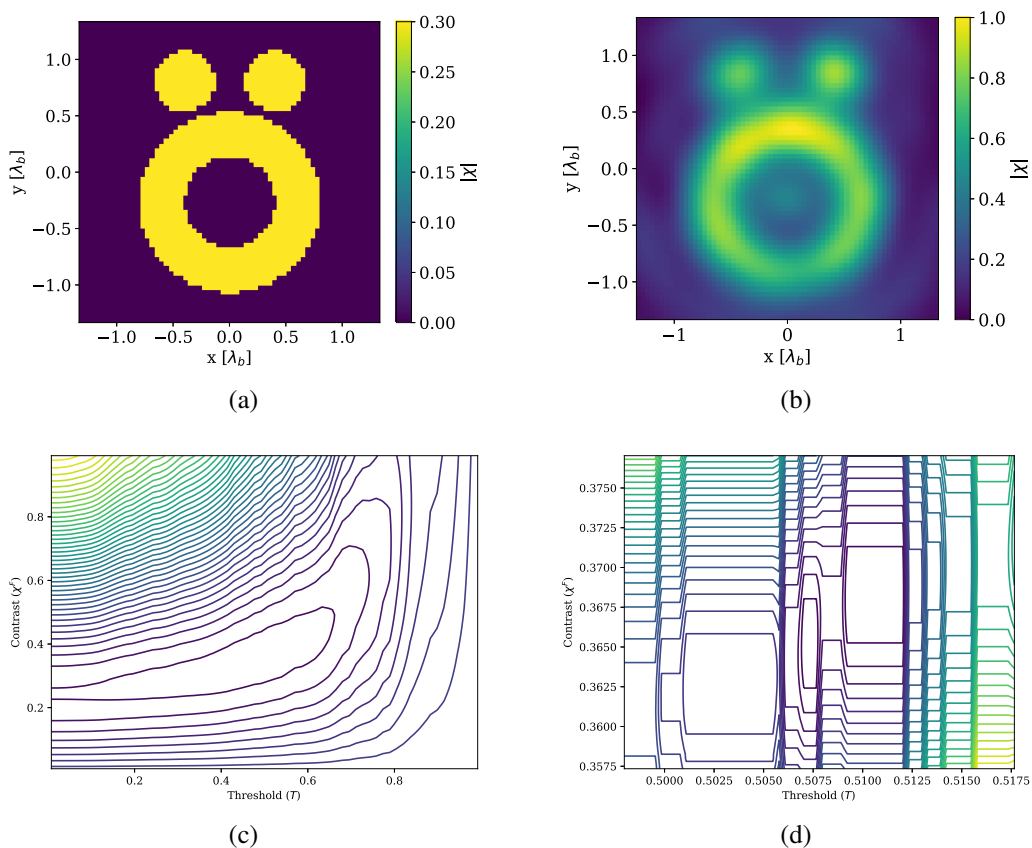 0.30
0.25
0.20
0.15
0.10
0.05
0.00
|χ|
1.0
0.5
0.0
−0.5
−1.0
y [λb]
−1.0 −0.5 0.0 0.5 1.0
x [λb]
(a)
1.0
0.8
0.6
0.4
0.2
0.0
|χ|
1.0
0.5
0.0
−0.5
−1.0
y [λb]
−1 0 1
x [λb]
(b)
0.8
0.6
0.4
0.2
Contrast (χF)
0.2 0.4 0.6 0.8
Threshold (T)
(c)
0.3750
0.3725
0.3700
0.3675
0.3650
0.3625
0.3600
0.3575
Contrast (χF)
0.5000 0.5025 0.5050 0.5075 0.5100 0.5125 0.5150 0.5175
Threshold (T)
(d)